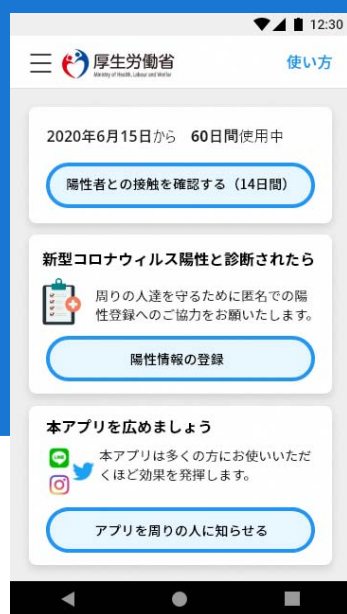 12:30
厚生労働省
Ministry of Health, Labour and Welfare
使い方
2020年6月15日から 60日間使用中
陽性者との接触を確認する（14日間）
新型コロナウィルス陽性と診断されたら
周りの人達を守るために匿名での陽
性登録へのご協力をお願いいたします。
陽性情報の登録
本アプリを広めましょう
本アプリは多くの方にお使いいただ
くほど効果を発揮します。
LINE
アプリを周りの人に知らせる